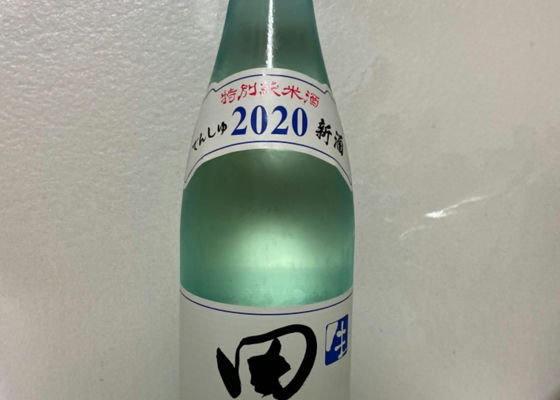 特別純米酒
でんしゅ 2020 新酒
田
生